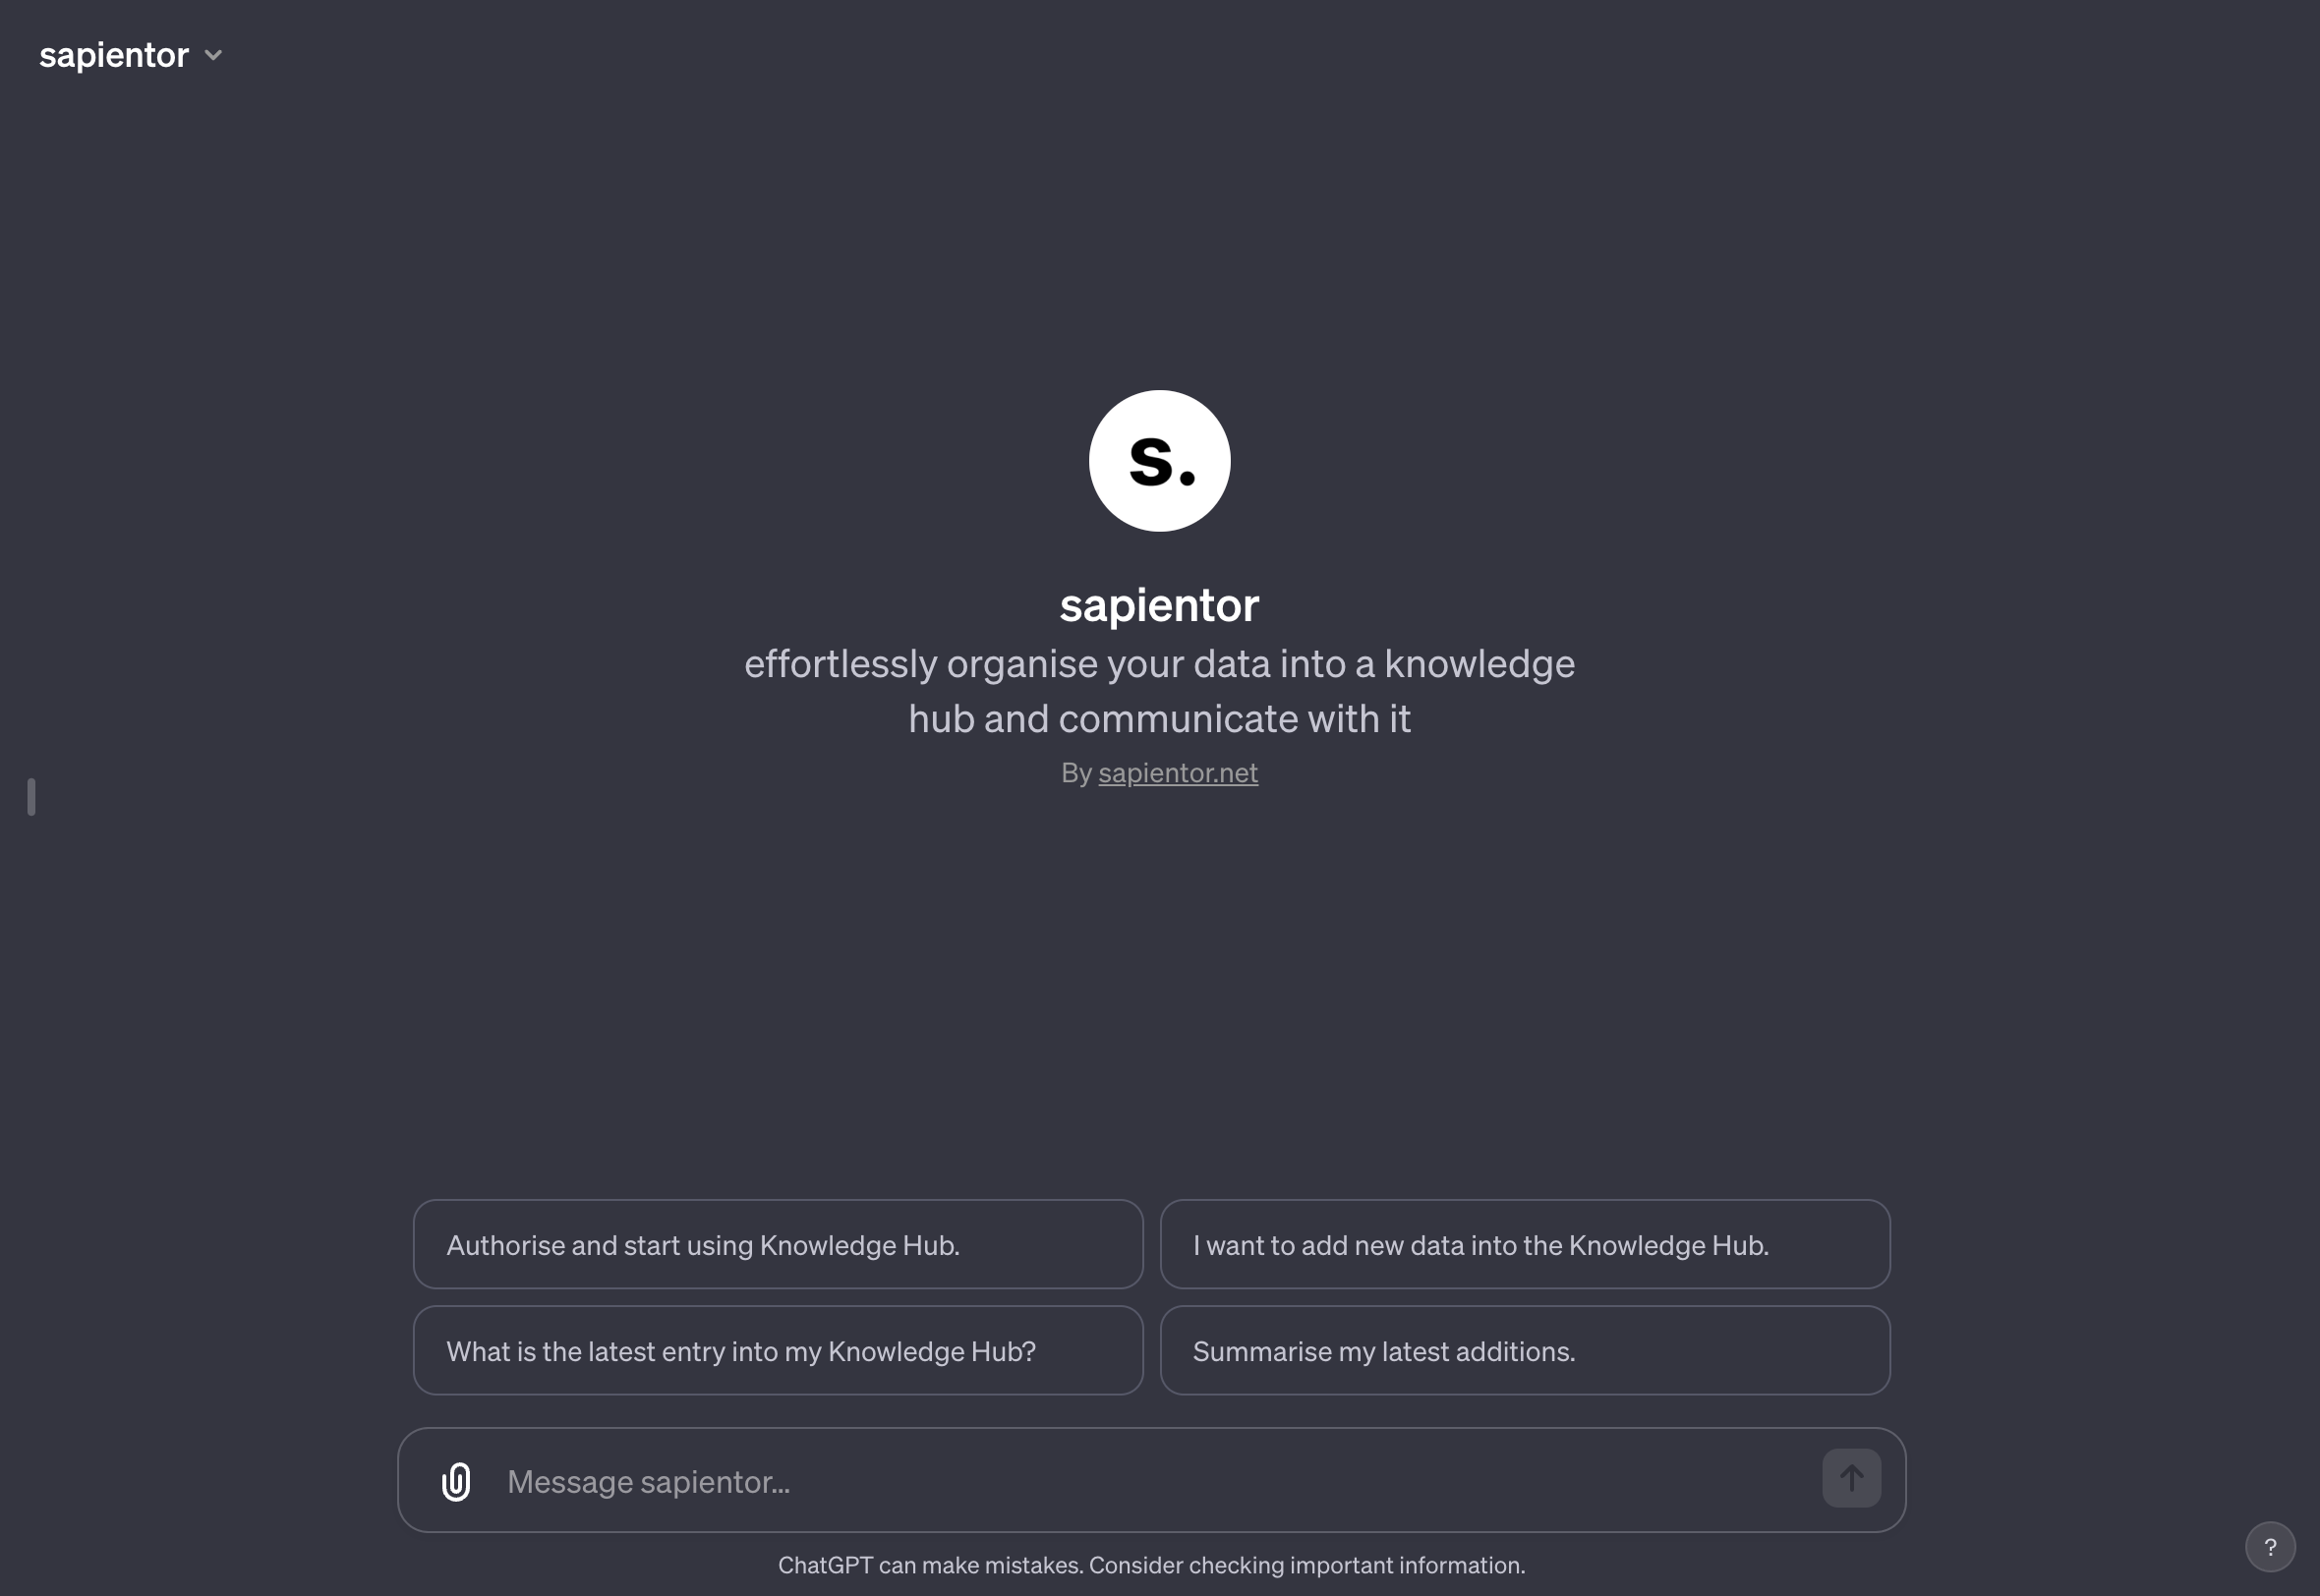 sapientor
s.
sapientor
effortlessly organise your data into a knowledge
hub and communicate with it
By sapientor.net
Authorise and start using Knowledge Hub.
I want to add new data into the Knowledge Hub.
What is the latest entry into my Knowledge Hub?
Summarise my latest additions.
Message sapientor...
ChatGPT can make mistakes. Consider checking important information.
?